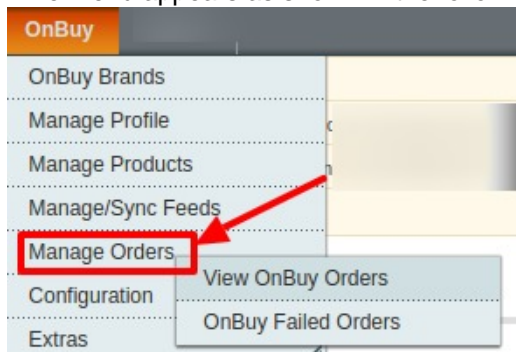 OnBuy
OnBuy Brands
Manage Profile
Manage Products
Manage/Sync Feeds
Manage Orders
View OnBuy Orders
Configuration
OnBuy Failed Orders
Extras